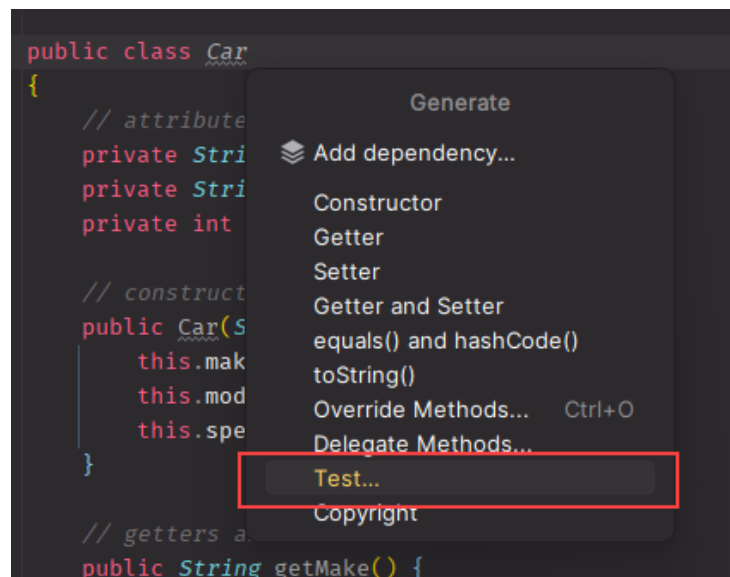 public class Car
{
Generate
// attribute
Add dependency...
private Stri
private Stri
Constructor
private int
Getter
Setter
// construct
Getter and Setter
public Car(S
equals() and hashCode()
this.mak
toString()
this.mod
Override Methods... Ctrl+O
this.spe
Delegate Methods...
}
Test...
Copyright
// getters a
public String getMake() {